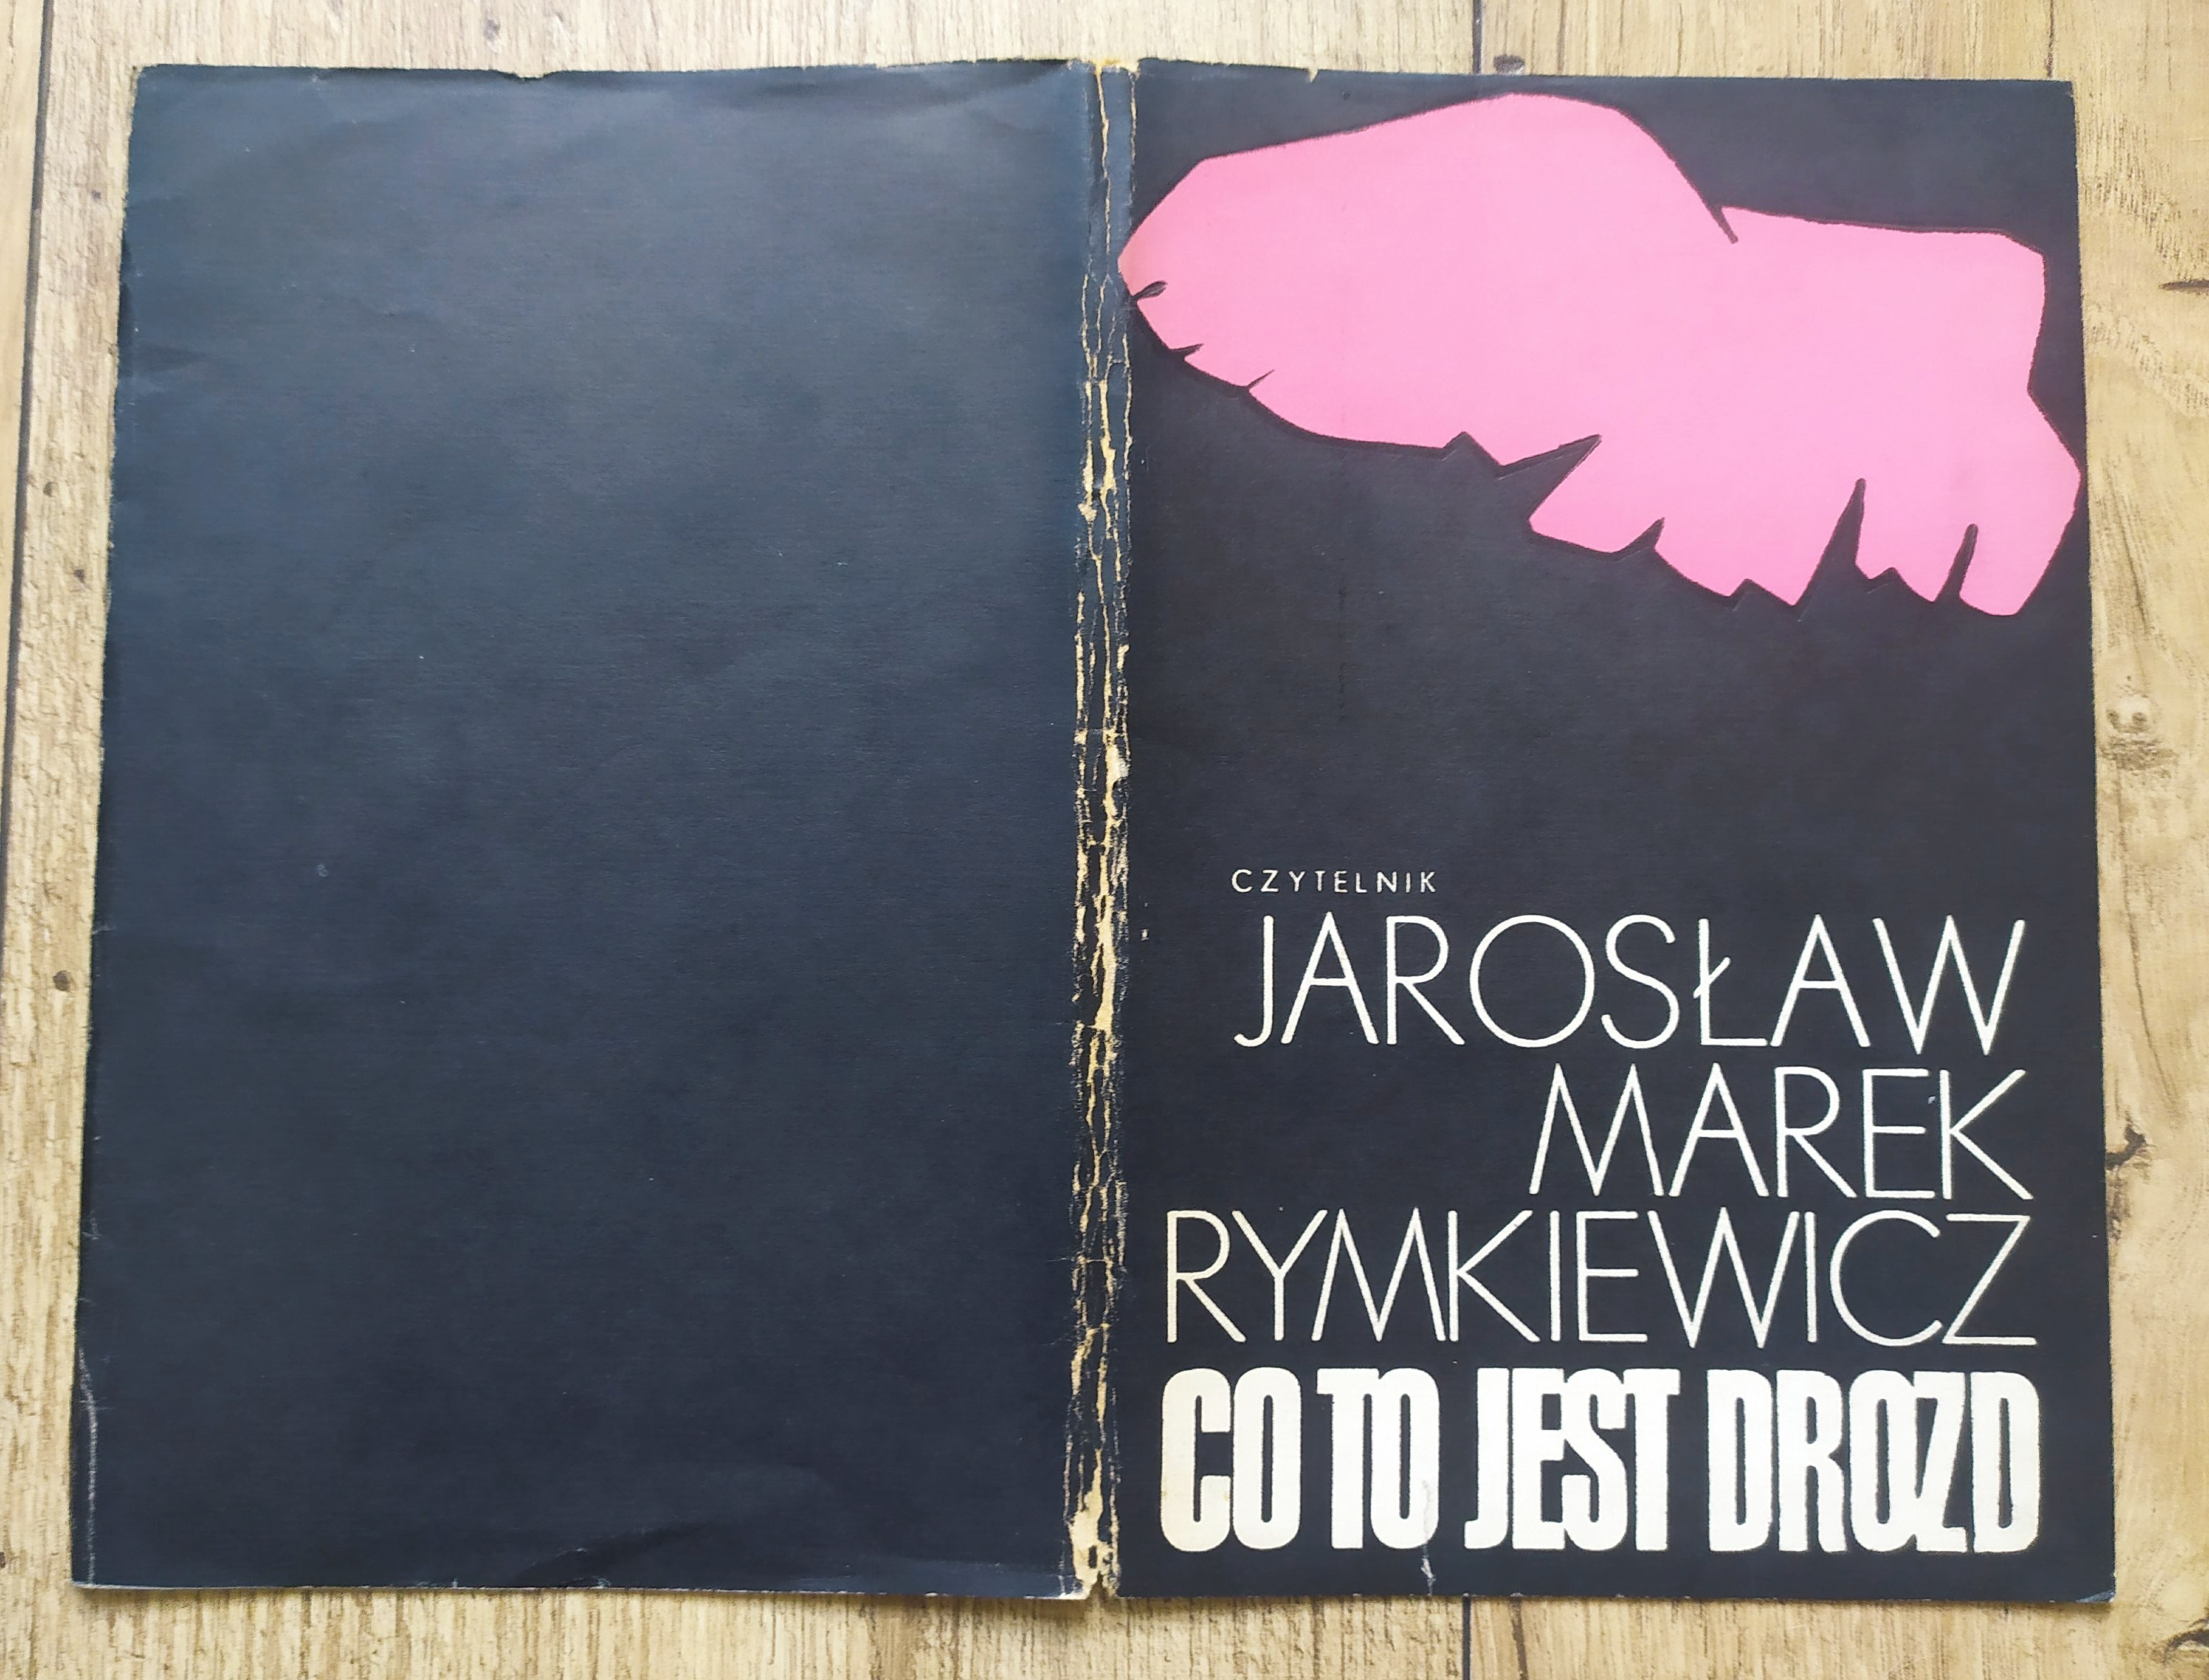 CZYTELNIK
JAROSŁAW
MAREK
RYMKIEWICZ
CO TO JEST DROZD